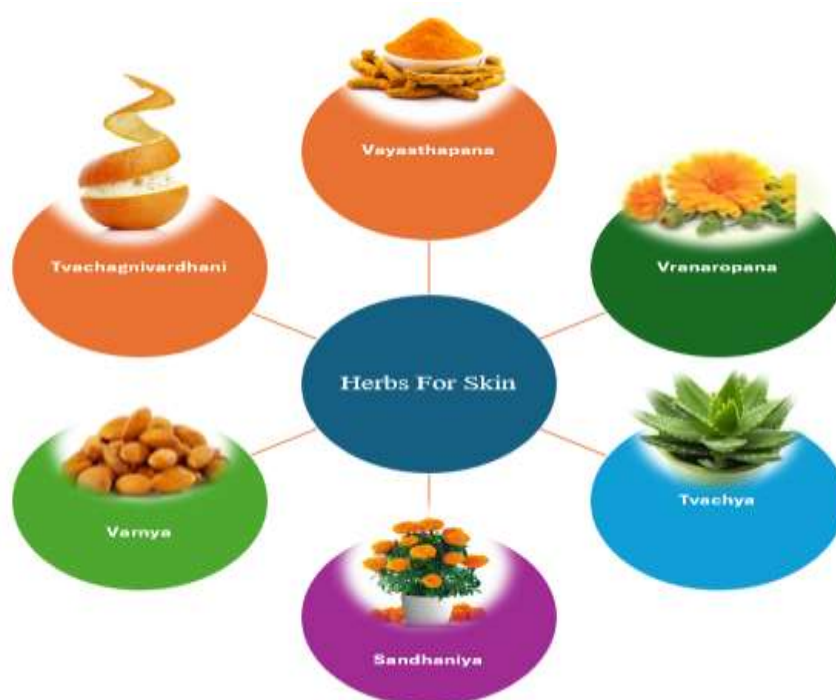 Vayasthapana
Tvachagnivardhani
Vranaropana
Herbs For Skin
Varnya
Tvachya
Sandhaniya